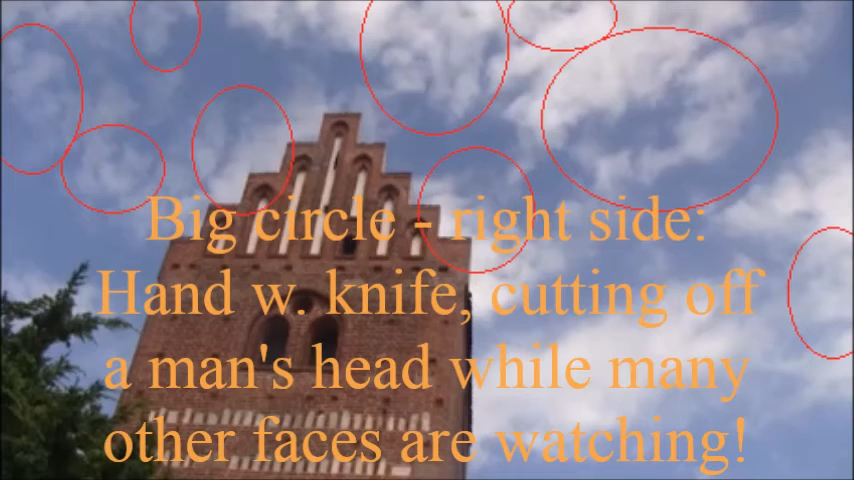 Big circle - right side:
Hand w. knife, cutting off
a man's head while many
other faces are watching!